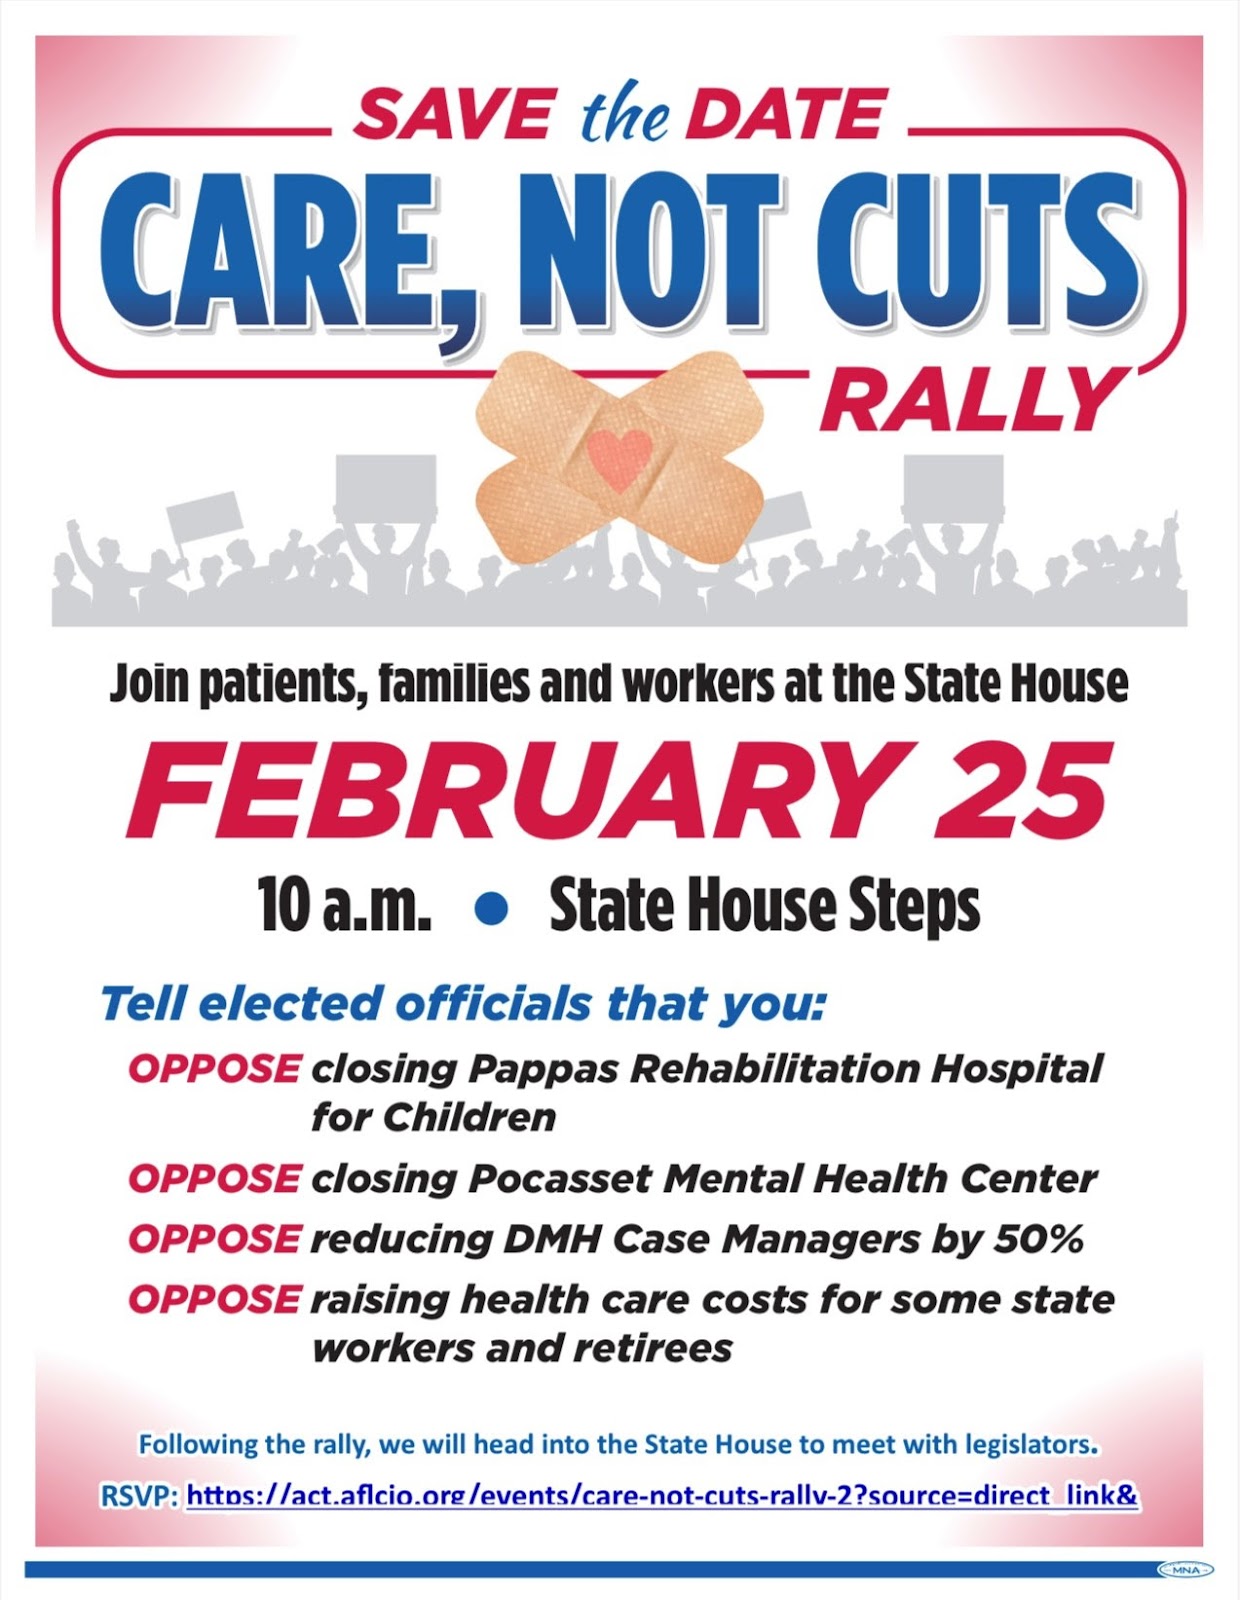 SAVE the DATE
CARE, NOT CUTS
RALLY
Join patients, families and workers at the State House
FEBRUARY 25
10 a.m. • State House Steps
Tell elected officials that you:
OPPOSE closing Pappas Rehabilitation Hospital
for Children
OPPOSE closing Pocasset Mental Health Center
OPPOSE reducing DMH Case Managers by 50%
OPPOSE raising health care costs for some state
workers and retirees
Following the rally, we will head into the State House to meet with legislators.
RSVP: https://act.aflcio.org/events/care-not-cuts-rally-2?source=direct_link&
MNA